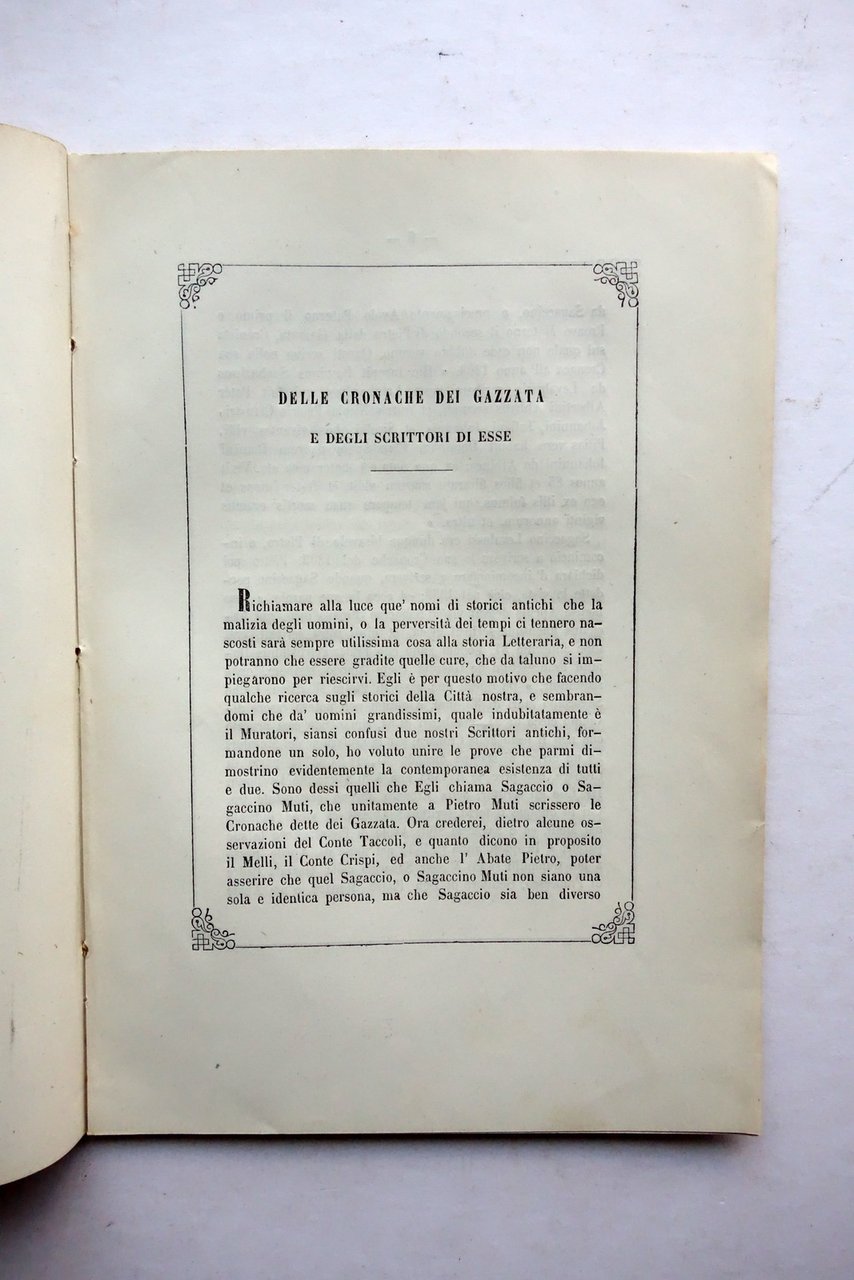 DELLE CRONACHE DEI GAZZATA
E DEGLI SCRITTORI DI ESSE
Richiamare alla luce que' nomi di storici antichi che la
malizia degli uomini, o la perversità dei tempi ci tennero na-
scosti sarà sempre utilissima cosa alla storia Letteraria, e non
potranno che essere gradite quelle cure, che da taluno si im-
piegarono per riescirvi. Egli è per questo motivo che facendo
qualche ricerca sugli storici della Città nostra, e sembran-
domi che da' uomini grandissimi, quale indubitatamente è
il Muratori, siansi confusi due nostri Scrittori antichi, for-
mandone un solo, ho voluto unire le prove che parmi di-
mostrino evidentemente la contemporanea esistenza di tutti
e due. Sono dessi quelli che Egli chiama Sagaccio o Sa-
gaccino Muti, che unitamente a Pietro Muti scrissero le
Cronache dette dei Gazzata. Ora crederei, dietro alcune os-
servazioni del Conte Taccoli, e quanto dicono in proposito
il Melli, il Conte Crispi, ed anche l' Abate Pietro, poter
asserire che quel Sagaccio, o Sagaccino Muti non siano una
sola e identica persona, ma che Sagaccio sia ben diverso